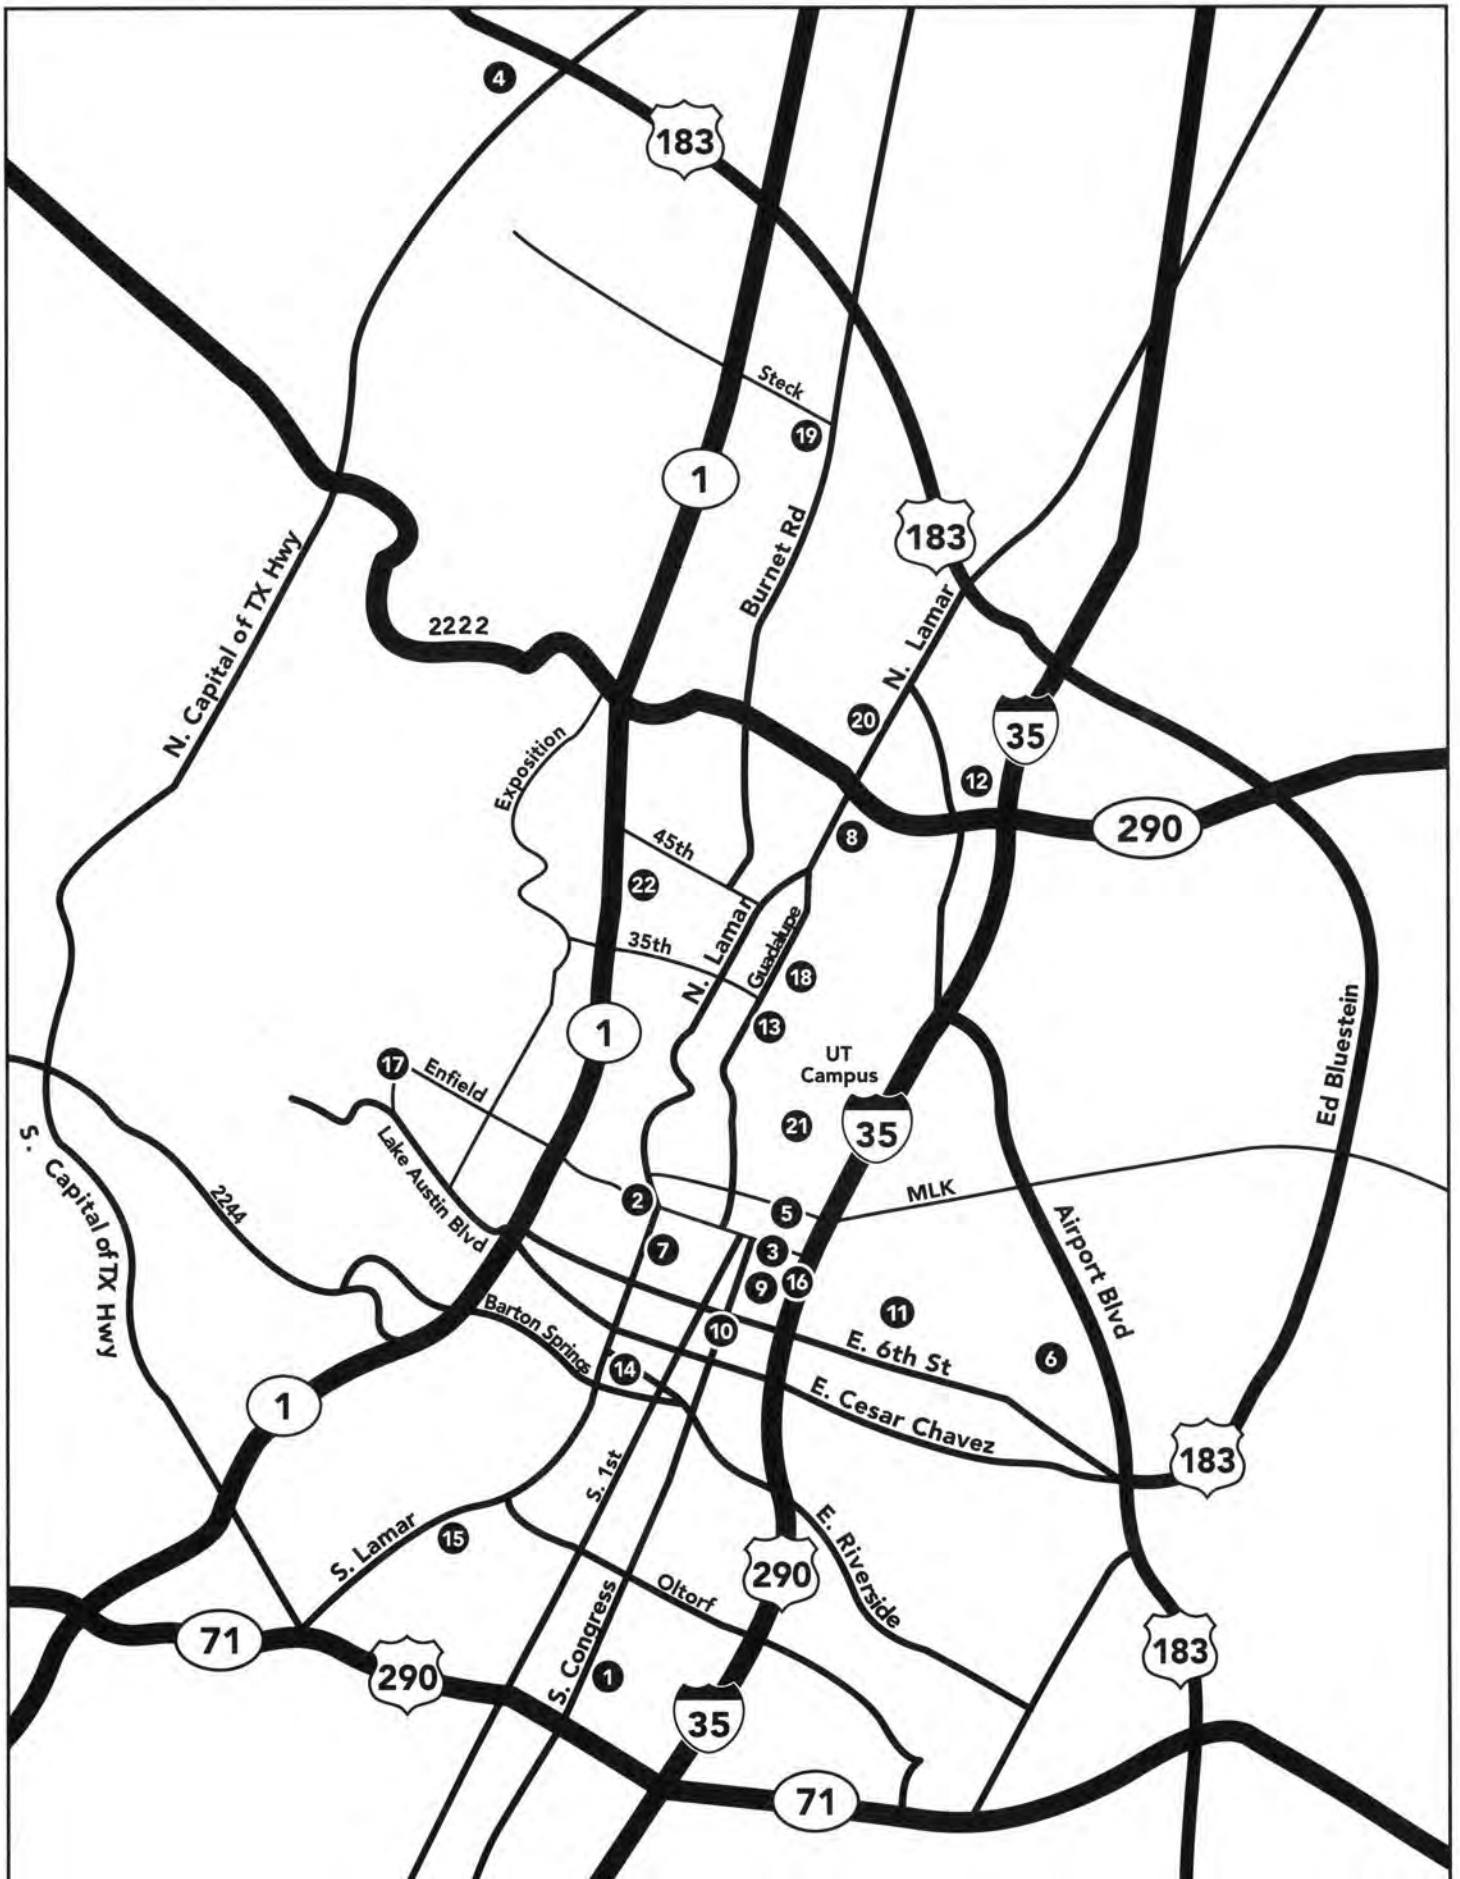 4
183
Steck
19
1
Burnet Rd
183
N. Capital of TX Hwy
2222
N. Lamar
20
35
Exposition
12
290
8
45th
22
N. Lamar
Guadalupe
35th
18
1
13
UT
Campus
Ed Bluestein
17
Enfield
21
35
S. Capital of TX Hwy
Lake Austin Blvd
2244
2
5
MLK
7
3
9
16
Airport Blvd
11
Barton Springs
10
E. 6th St
6
14
E. Cesar Chavez
1
183
S. 1st
S. Lamar
15
E. Riverside
290
Oltorf
71
290
S. Congress
1
183
35
71